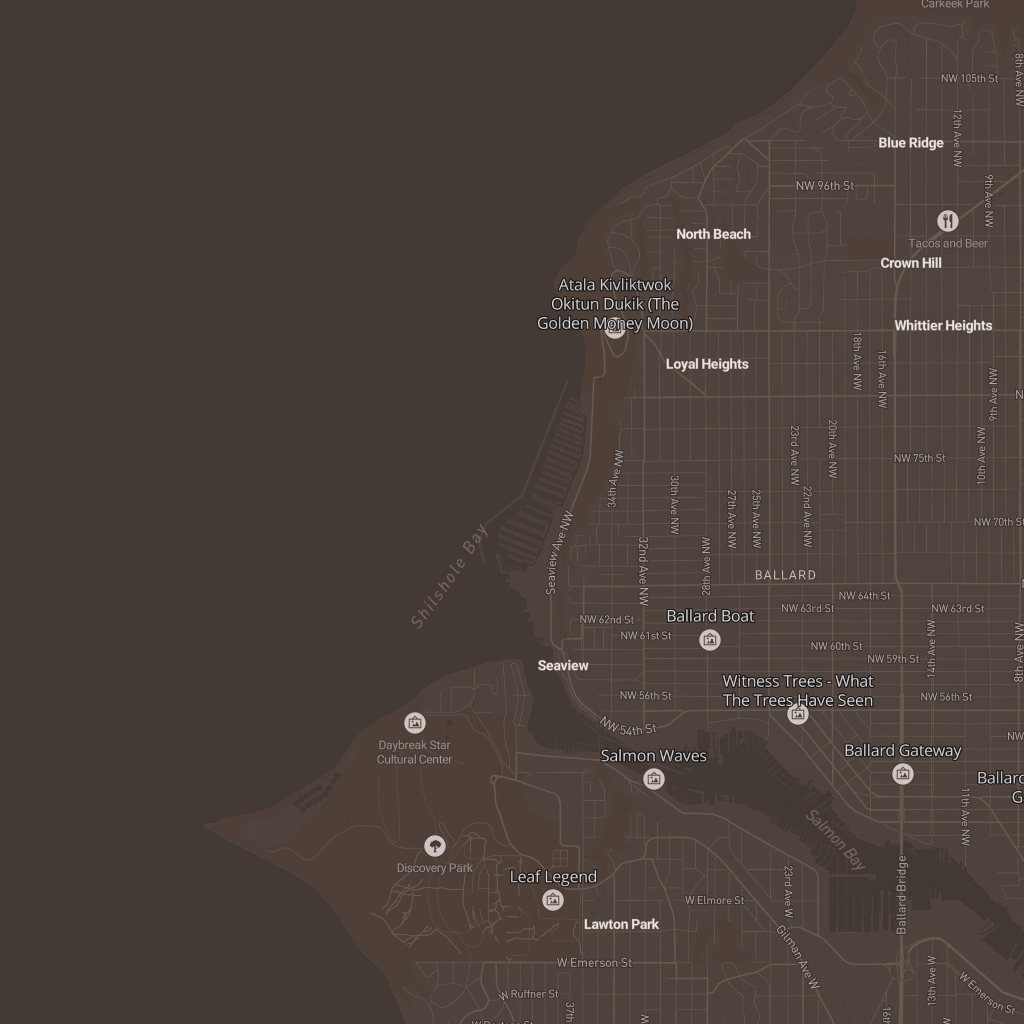 Carkeek Park
8th Ave NW
NW 105th St
12th Ave NW
Blue Ridge
NW 96th St
9th Ave NW
North Beach
Tacos and Beer
Crown Hill
Atala Kivliktwok
Okitun Dukik (The
Golden Money Moon)
Whittier Heights
Loyal Heights
18th Ave NW
16th Ave NW
9th Ave NW
N
34th Ave NW
30th Ave NW
23rd Ave NW
20th Ave NW
NW 75th St
10th Ave NW
27th Ave NW
25th Ave NW
22nd Ave NW
NW 70th St
Shilshole Bay
Seaview Ave NW
32nd Ave NW
28th Ave NW
BALLARD
NW 64th St
NW 63rd St
NW 63rd St
NW 62nd St
Ballard Boat
NW 61st St
NW 60th St
14th Ave NW
8th Ave NW
NW 59th St
Seaview
NW 56th St
Witness Trees - What
The Trees Have Seen
NW 56th St
NW 54th St
NW
Daybreak Star
Cultural Center
Salmon Waves
Ballard Gateway
Ballard
G
11th Ave NW
Salmon Bay
Discovery Park
Leaf Legend
23rd Ave W
Ballard Bridge
W Elmore St
Lawton Park
Gilman Ave W
W Emerson St
13th Ave W
W Emerson St
W Ruffner St
37th
16th
W
W